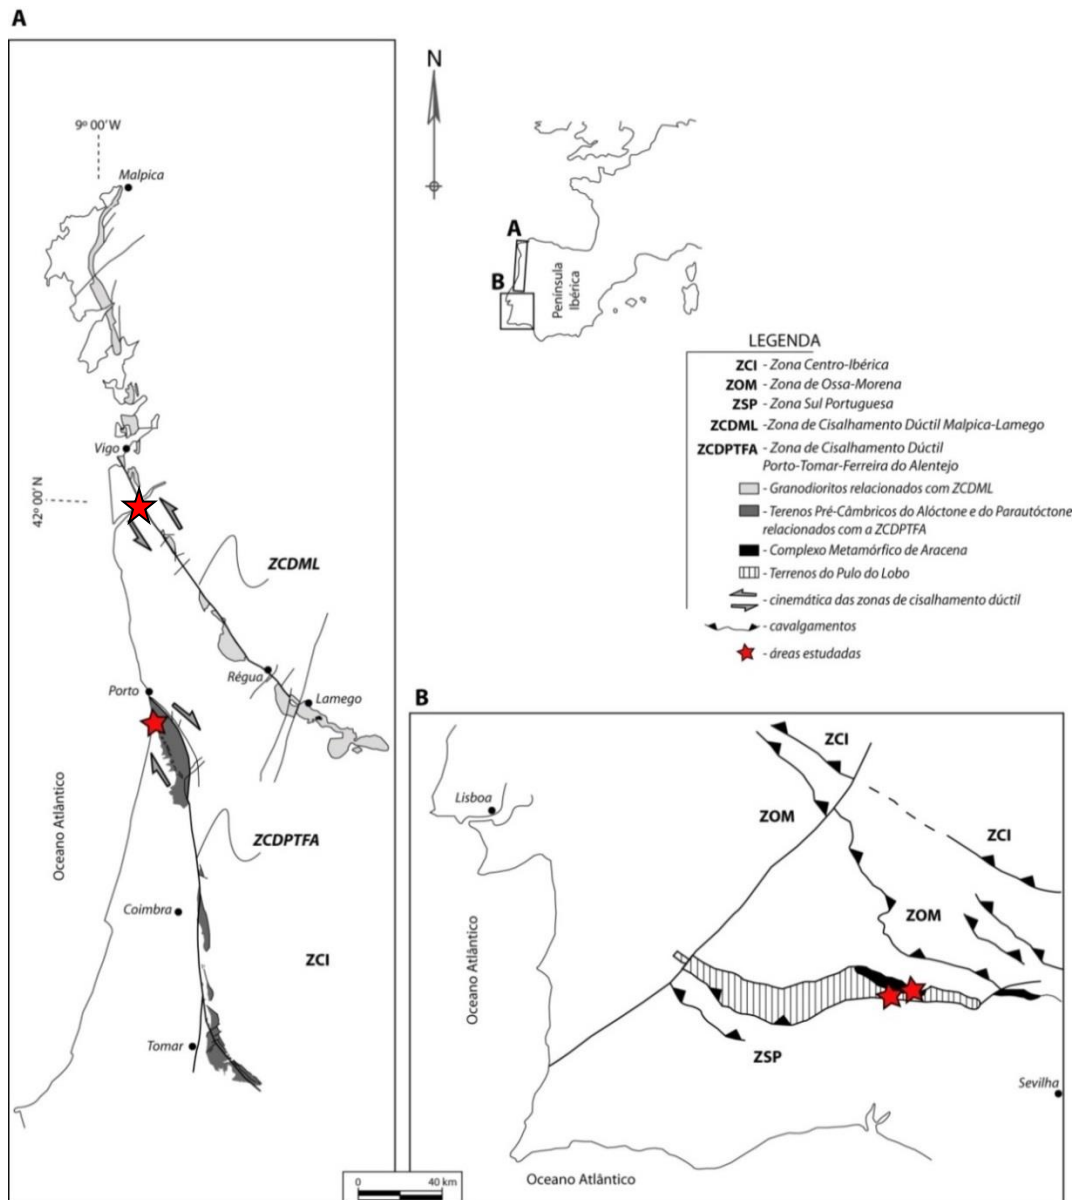 A
9º 00' W
Malpica
N
A
B
Península
Ibérica
LEGENDA
ZCI - Zona Centro-Ibérica
ZOM - Zona de Ossa-Morena
ZSP - Zona Sul Portuguesa
ZCDML -Zona de Cisalhamento Dúctil Malpica-Lamego
ZCDPTFA - Zona de Cisalhamento Dúctil
Porto-Tomar-Ferreira do Alentejo
- Granodioritos relacionados com ZCDML
- Terrenos Pré-Câmbricos do Alóctone e do Parautóctone
relacionados com a ZCDPTFA
- Complexo Metamórfico de Aracena
- Terrenos do Pulo do Lobo
- cinemática das zonas de cisalhamento dúctil
- cavalgamentos
- áreas estudadas
Vigo
42º 00' N
ZCDML
Régua
Lamego
Porto
Oceano Atlântico
ZCDPTFA
Coimbra
ZCI
Tomar
0 40 km
B
Lisboa
ZCI
ZOM
ZCI
ZOM
Oceano Atlântico
ZSP
Sevilha
Oceano Atlântico